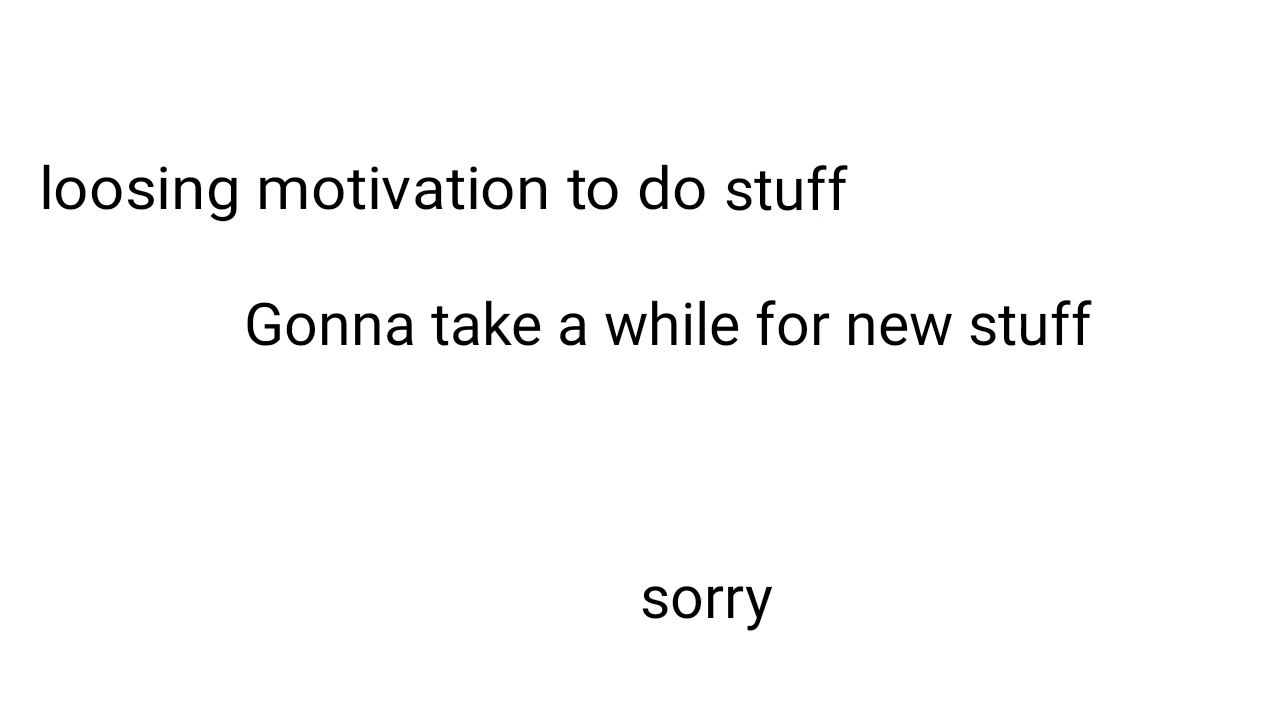 loosing motivation to do stuff
Gonna take a while for new stuff
sorry